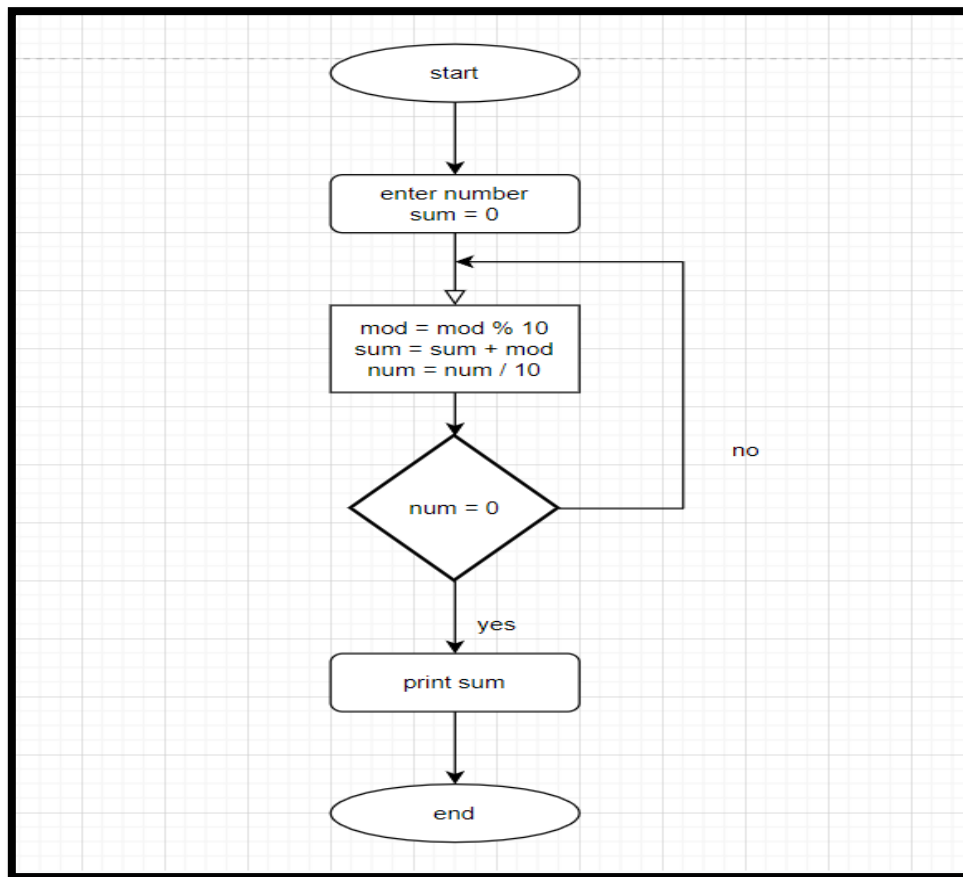 start
enter number
sum = 0
mod = mod % 10
sum = sum + mod
num = num / 10
no
num = 0
yes
print sum
end